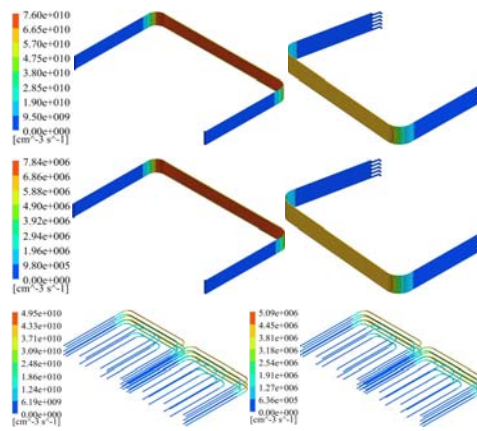 7.60e+010
6.65e+010
5.70e+010
4.75e+010
3.80e+010
2.85e+010
1.90e+010
9.50e+009
0.00e+000
[cm^-3 s^-1]
7.84e+006
6.86e+006
5.88e+006
4.90e+006
3.92e+006
2.94e+006
1.96e+006
9.80e+005
0.00e+000
[cm^-3 s^-1]
4.95e+010
4.33e+010
3.71e+010
3.09e+010
2.48e+010
1.86e+010
1.24e+010
6.19e+009
0.00e+000
[cm^-3 s^-1]
5.09e+006
4.45e+006
3.81e+006
3.18e+006
2.54e+006
1.91e+006
1.27e+006
6.36e+005
0.00e+000
[cm^-3 s^-1]